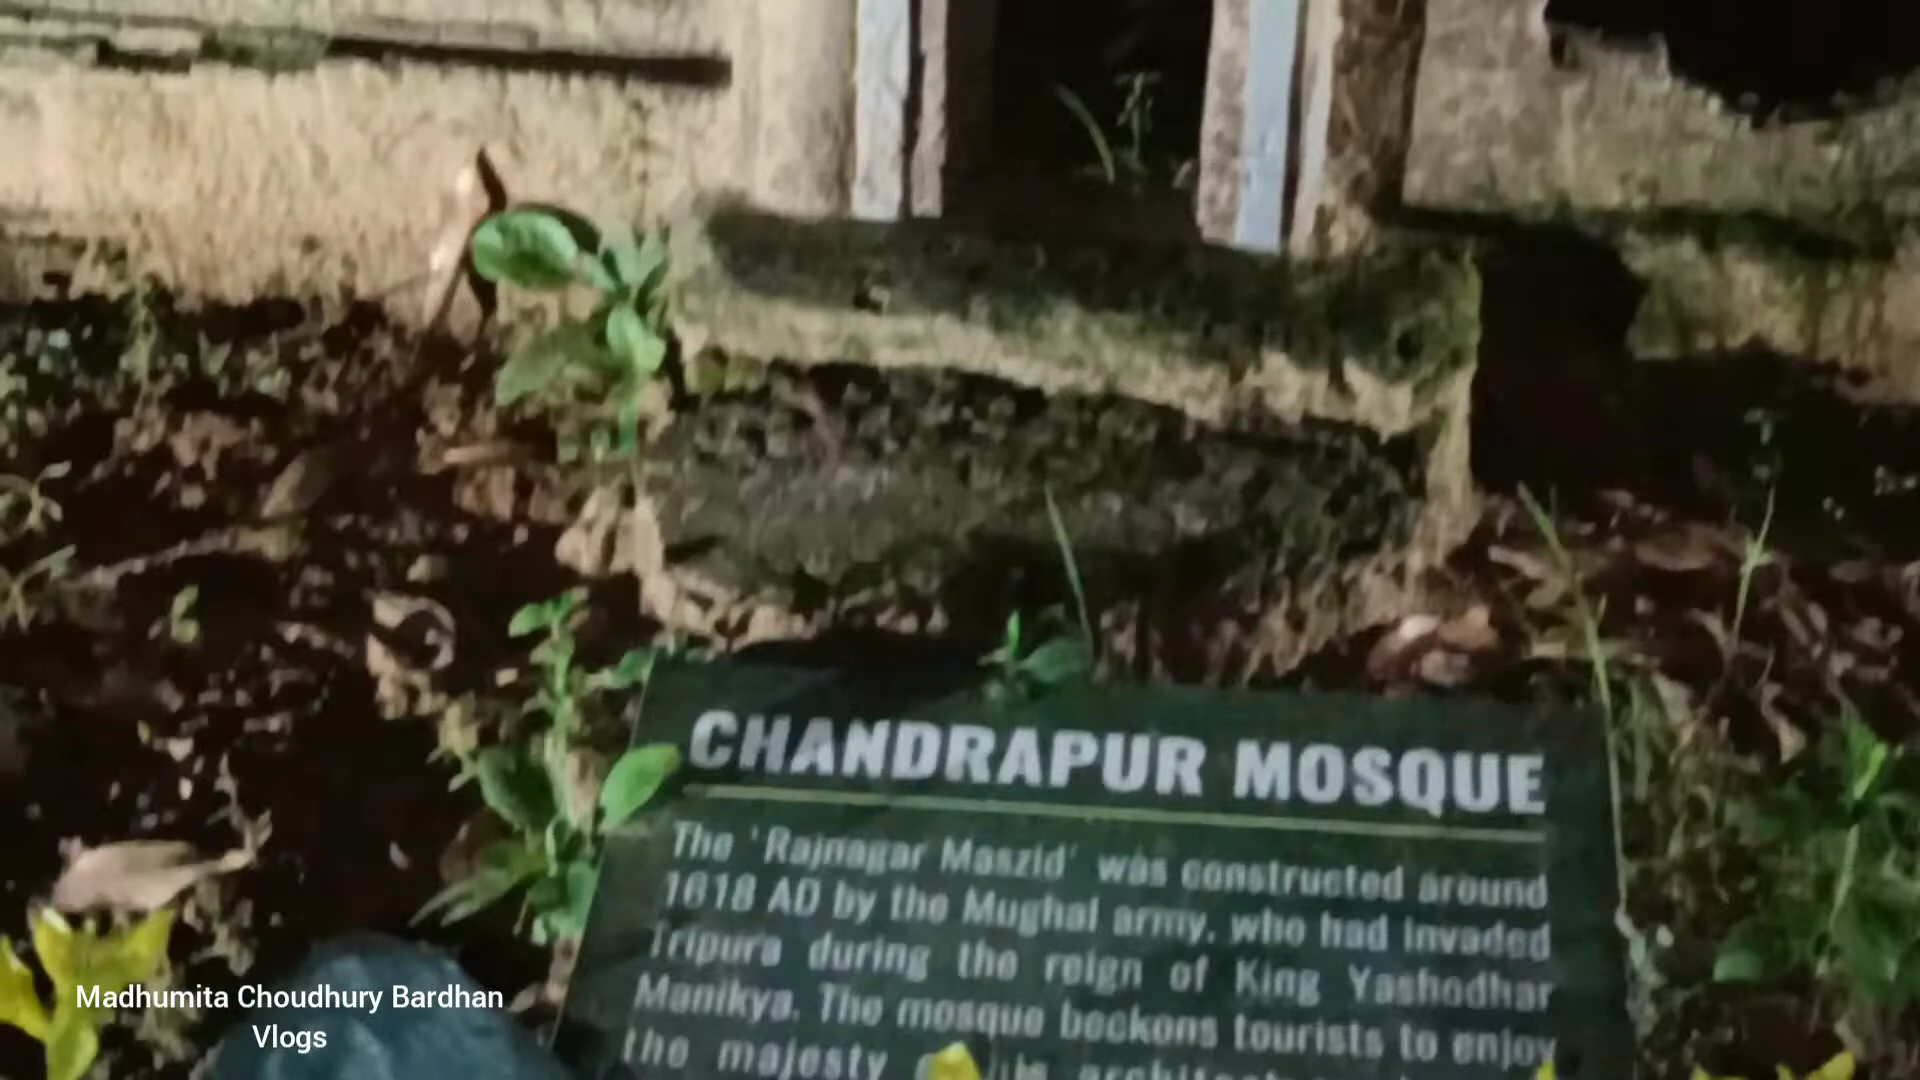 CHANDRAPUR MOSQUE
The 'Rajnagar Maszid' was constructed around
1618 AD by the Mughal army, who had invaded
Tripura during the reign of King Yashodhar
Manikya. The mosque beckons tourists to enjoy
the majesty
Madhumita Choudhury Bardhan
Vlogs